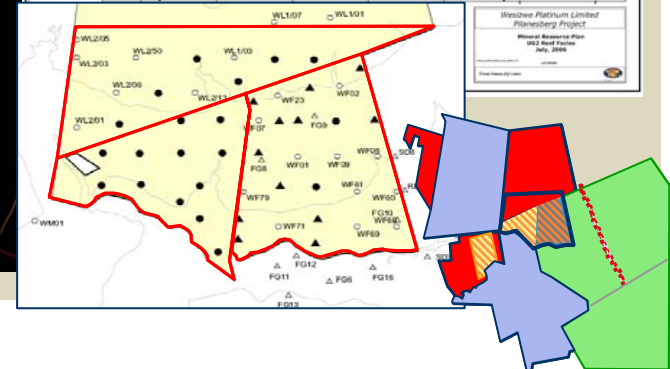 WL1/07
WL1/01
Wesizwe Platinum Limited
Pilanesberg Project
Mineral Resource Plan
UG2 Reef Facies
July, 2006
WL2/05
WL2/50
WL1/03
WL2/03
WL2/06
WL2/13
WF02
WF23
WL2/01
WF07
FG9
FG8
WF01
WF09
WF08
WF79
WF61
WF60
FG10
WM01
WF71
WF69
FG12
FG11
FG6
FG16
FG13